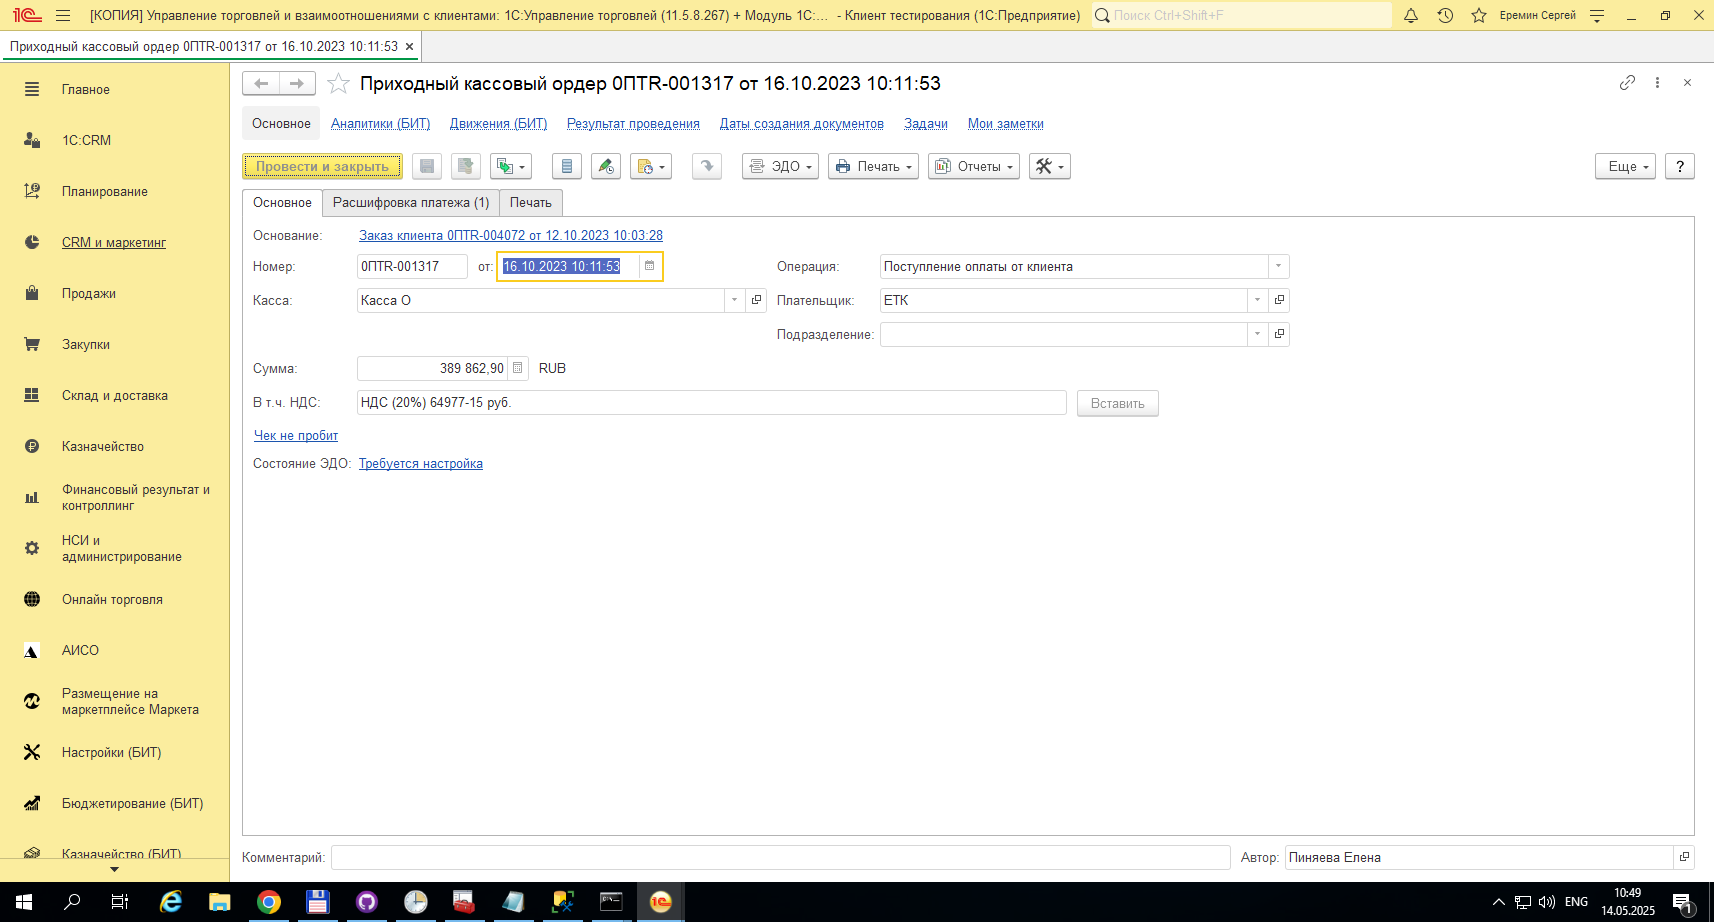 [КОПИЯ] Управление торговлей и взаимоотношениями с клиентами: 1С:Управление торговлей (11.5.8.267) + Модуль 1С:... - Клиент тестирования (1С:Предприятие)
Поиск Ctrl+Shift+F
Еремин Сергей
Приходный кассовый ордер 0ПTR-001317 от 16.10.2023 10:11:53
Главное
1С:CRM
Планирование
CRM и маркетинг
Продажи
Закупки
Склад и доставка
Казначейство
Финансовый результат и
контроллинг
НСИ и
администрирование
Онлайн торговля
АИСО
Размещение на
маркетплейсе Маркета
Настройки (БИТ)
Бюджетирование (БИТ)
Казначейство (БИТ)
Приходный кассовый ордер 0ПTR-001317 от 16.10.2023 10:11:53
Основное Аналитики (БИТ) Движения (БИТ) Результат проведения Даты создания документов Задачи Мои заметки
Провести и закрыть ЭДО Печать Отчеты Еще ?
Основное Расшифровка платежа (1) Печать
Основание: Заказ клиента 0ПTR-004072 от 12.10.2023 10:03:28
Номер: 0ПTR-001317 от: 16.10.2023 10:11:53 Операция: Поступление оплаты от клиента
Касса: Касса О Плательщик: ЕТК
Подразделение:
Сумма: 389 862,90 RUB
В т.ч. НДС: НДС (20%) 64977-15 руб. Вставить
Чек не пробит
Состояние ЭДО: Требуется настройка
Комментарий: Автор: Пиняева Елена
ENG
10:49
14.05.2025
1